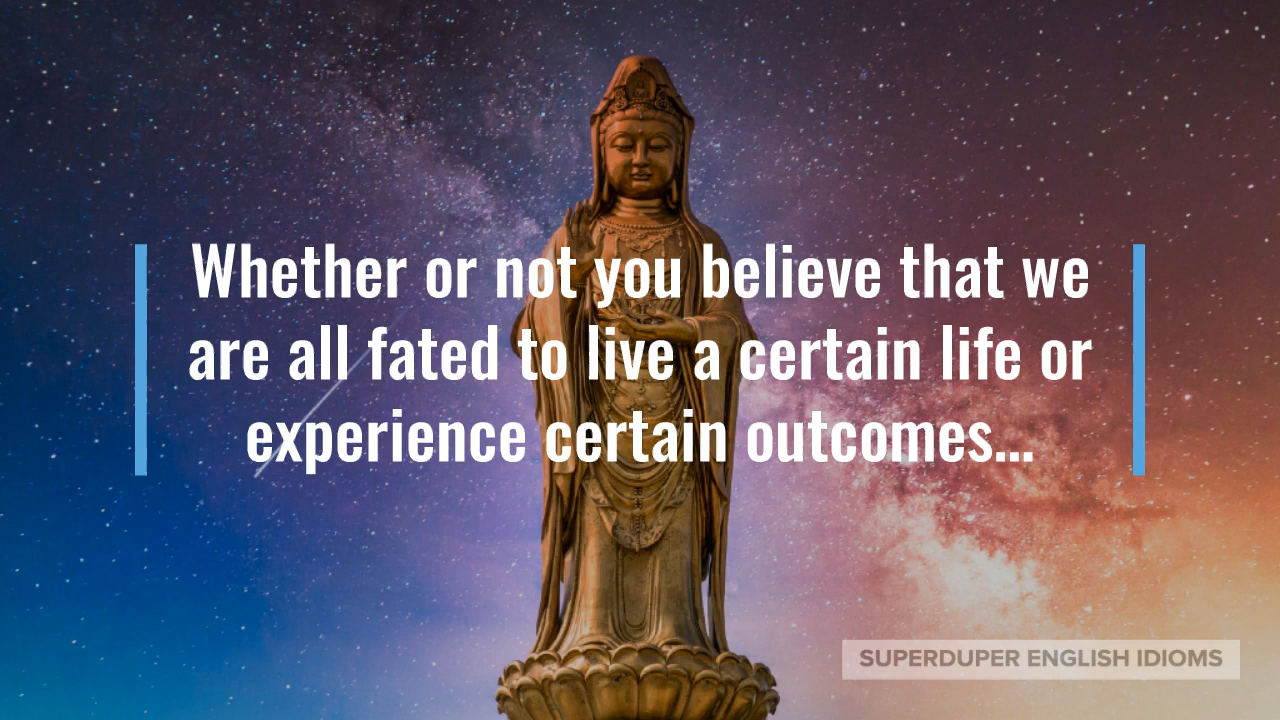 Whether or not you believe that we
are all fated to live a certain life or
experience certain outcomes...
SUPERDUPER ENGLISH IDIOMS